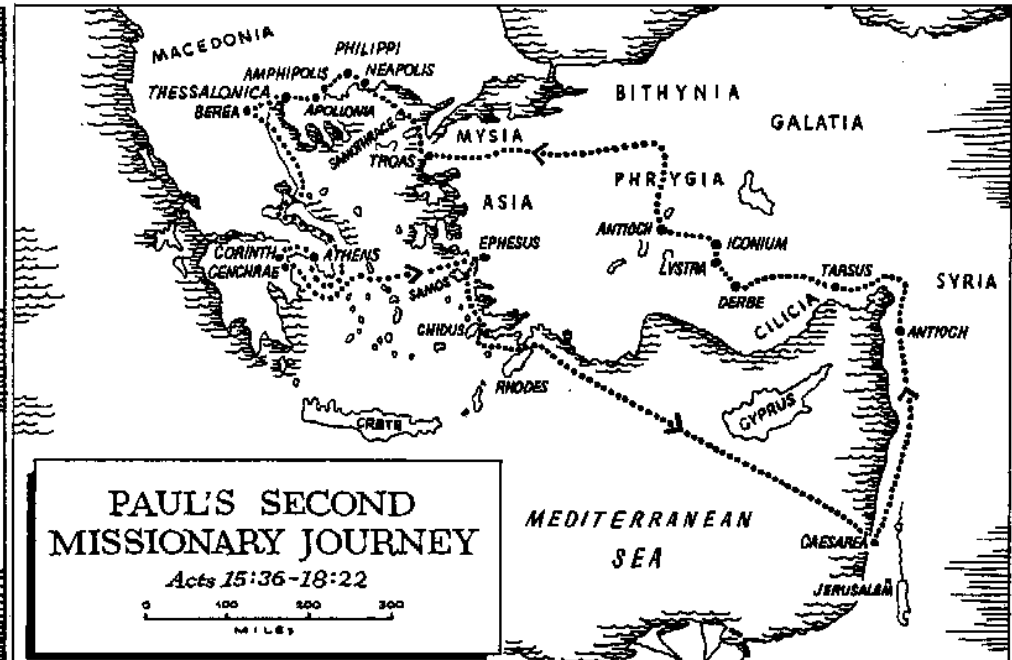 MACEDONIA
PHILIPPI
AMPHIPOLIS
NEAPOLIS
THESSALONICA
BEREA
APOLLONIA
SAMOTHRACE
BITHYNIA
GALATIA
MYSIA
TROAS
PHRYGIA
ASIA
ANTIOCH
ICONIUM
LYSTRA
DERBE
TARSUS
SYRIA
CILICIA
ANTIOCH
EPHESUS
CORINTH
ATHENS
CENCHRAE
SAMOS
CNIDUS
RHODES
CRETE
CYPRUS
MEDITERRANEAN
SEA
CAESAREA
JERUSALEM
PAUL'S SECOND
MISSIONARY JOURNEY
Acts 15:36-18:22
0 100 200 300
MILES